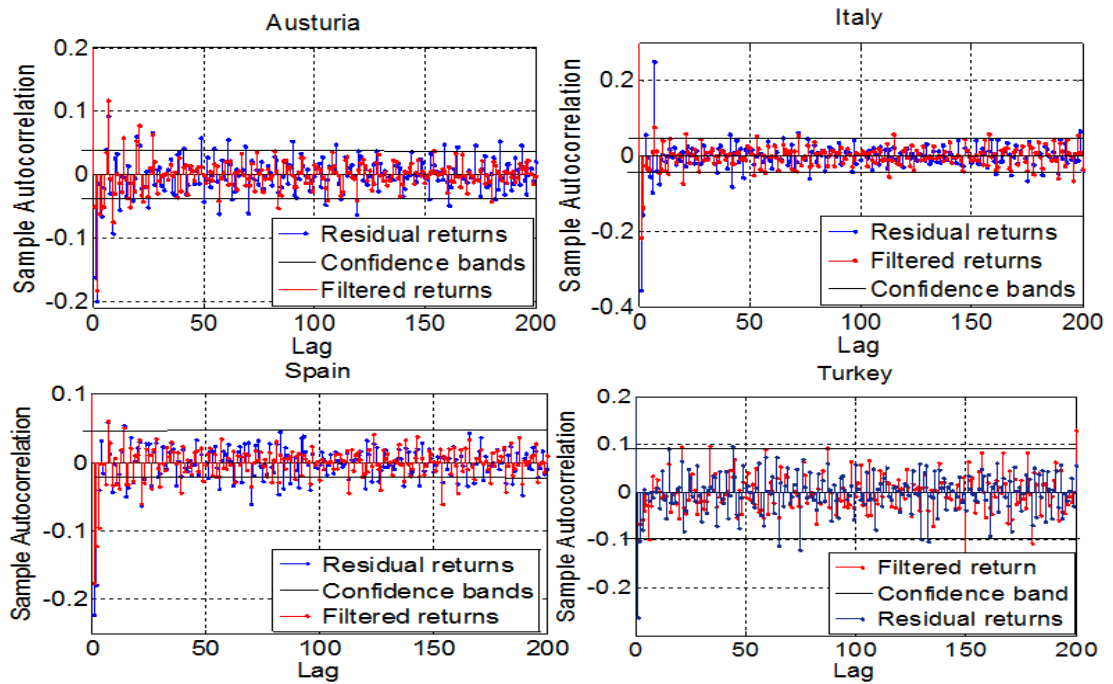 Austuria
Sample Autocorrelation
0.2
0.1
0
-0.1
-0.2
0
50
100
150
200
Lag
Residual returns
Confidence bands
Filtered returns
Italy
Sample Autocorrelation
0.2
0
-0.2
-0.4
0
50
100
150
200
Lag
Residual returns
Filtered returns
Confidence bands
Spain
Sample Autocorrelation
0.1
0
-0.1
-0.2
0
50
100
150
200
Lag
Residual returns
Confidence bands
Filtered returns
Turkey
Sample Autocorrelation
0.2
0.1
0
-0.1
-0.2
0
50
100
150
200
Lag
Filtered return
Confidence band
Residual returns